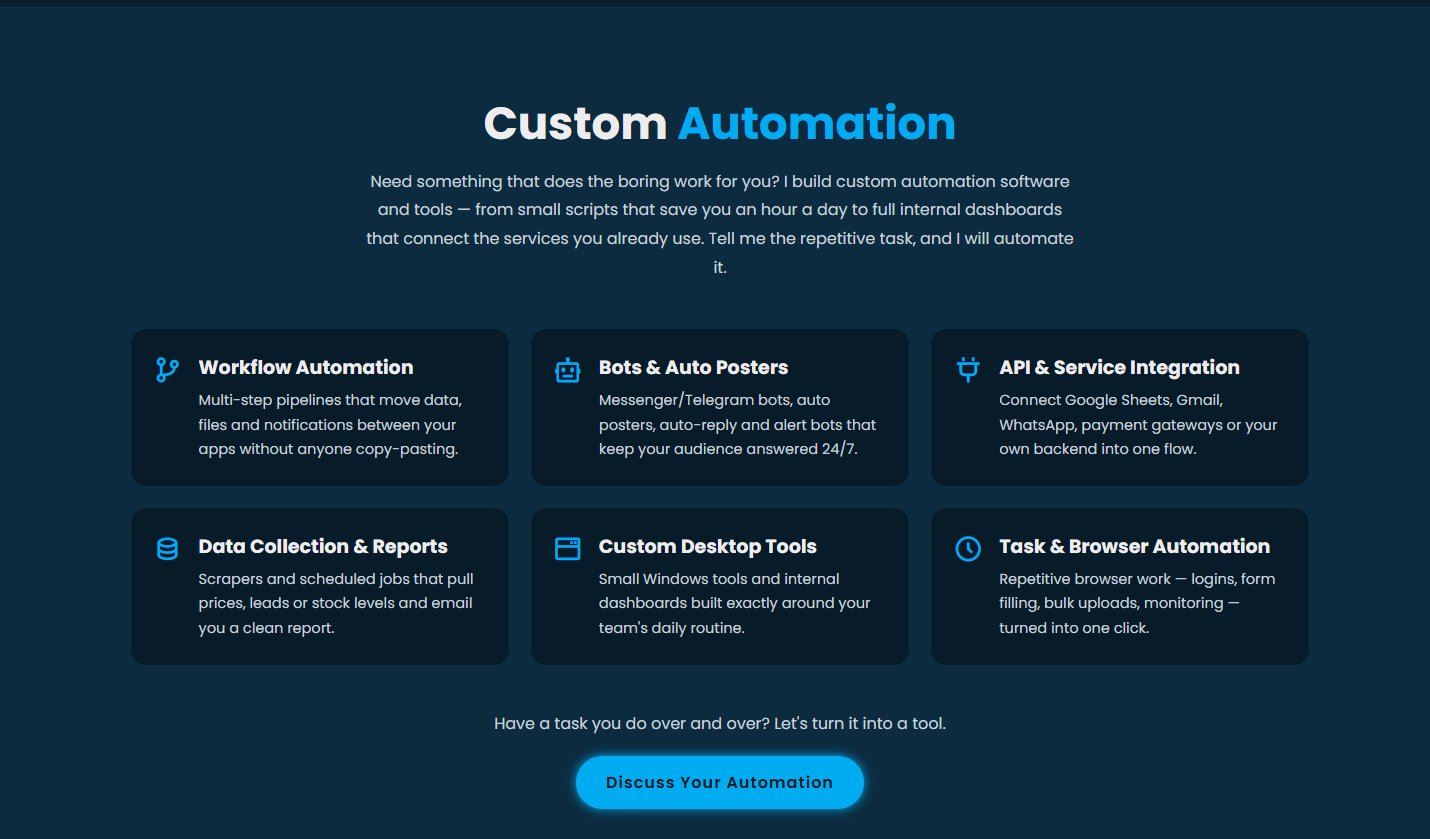 Custom Automation
Need something that does the boring work for you? I build custom automation software
and tools — from small scripts that save you an hour a day to full internal dashboards
that connect the services you already use. Tell me the repetitive task, and I will automate
it.
Workflow Automation
Multi-step pipelines that move data,
files and notifications between your
apps without anyone copy-pasting.
Bots & Auto Posters
Messenger/Telegram bots, auto
posters, auto-reply and alert bots that
keep your audience answered 24/7.
API & Service Integration
Connect Google Sheets, Gmail,
WhatsApp, payment gateways or your
own backend into one flow.
Data Collection & Reports
Scrapers and scheduled jobs that pull
prices, leads or stock levels and email
you a clean report.
Custom Desktop Tools
Small Windows tools and internal
dashboards built exactly around your
team's daily routine.
Task & Browser Automation
Repetitive browser work — logins, form
filling, bulk uploads, monitoring —
turned into one click.
Have a task you do over and over? Let's turn it into a tool.
Discuss Your Automation